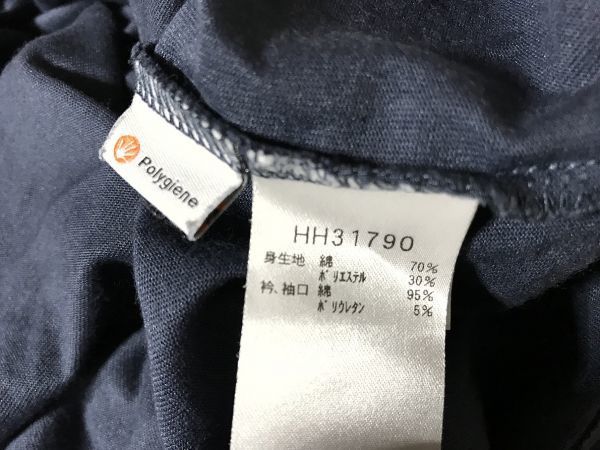 Polygiene
HH31790
身生地 綿 70%
ポリエステル 30%
衿、袖口 綿 95%
ポリウレタン 5%